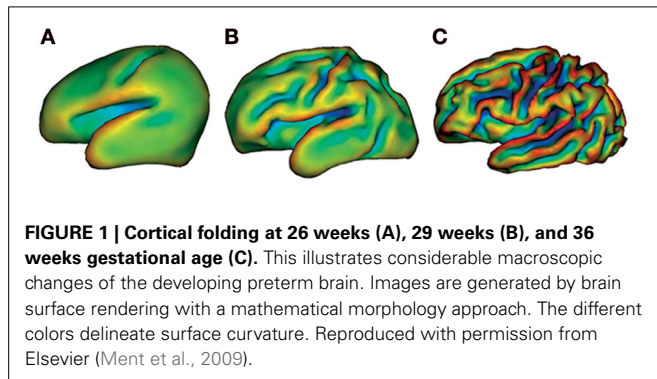 A B C
FIGURE 1 | Cortical folding at 26 weeks (A), 29 weeks (B), and 36
weeks gestational age (C). This illustrates considerable macroscopic
changes of the developing preterm brain. Images are generated by brain
surface rendering with a mathematical morphology approach. The different
colors delineate surface curvature. Reproduced with permission from
Elsevier (Ment et al., 2009).